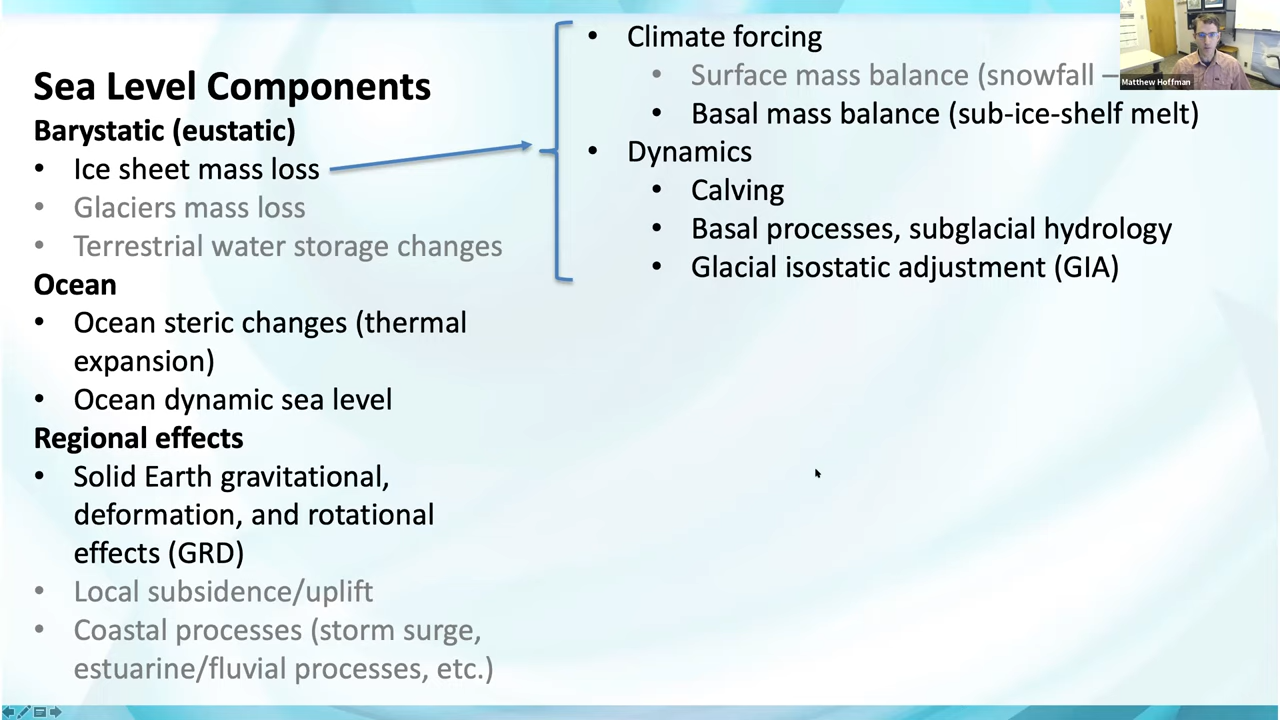 Sea Level Components
Barystatic (eustatic)
• Ice sheet mass loss
• Glaciers mass loss
• Terrestrial water storage changes
Ocean
• Ocean steric changes (thermal
expansion)
• Ocean dynamic sea level
Regional effects
• Solid Earth gravitational,
deformation, and rotational
effects (GRD)
• Local subsidence/uplift
• Coastal processes (storm surge,
estuarine/fluvial processes, etc.)
• Climate forcing
• Surface mass balance (snowfall –
• Basal mass balance (sub-ice-shelf melt)
• Dynamics
• Calving
• Basal processes, subglacial hydrology
• Glacial isostatic adjustment (GIA)
Matthew Hoffman